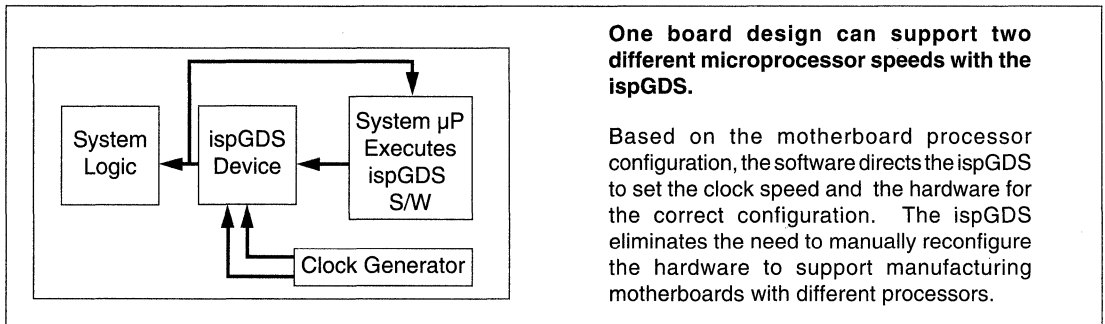 System
Logic
ispGDS
Device
System µP
Executes
ispGDS
S/W
Clock Generator
One board design can support two
different microprocessor speeds with the
ispGDS.
Based on the motherboard processor
configuration, the software directs the ispGDS
to set the clock speed and the hardware for
the correct configuration. The ispGDS
eliminates the need to manually reconfigure
the hardware to support manufacturing
motherboards with different processors.